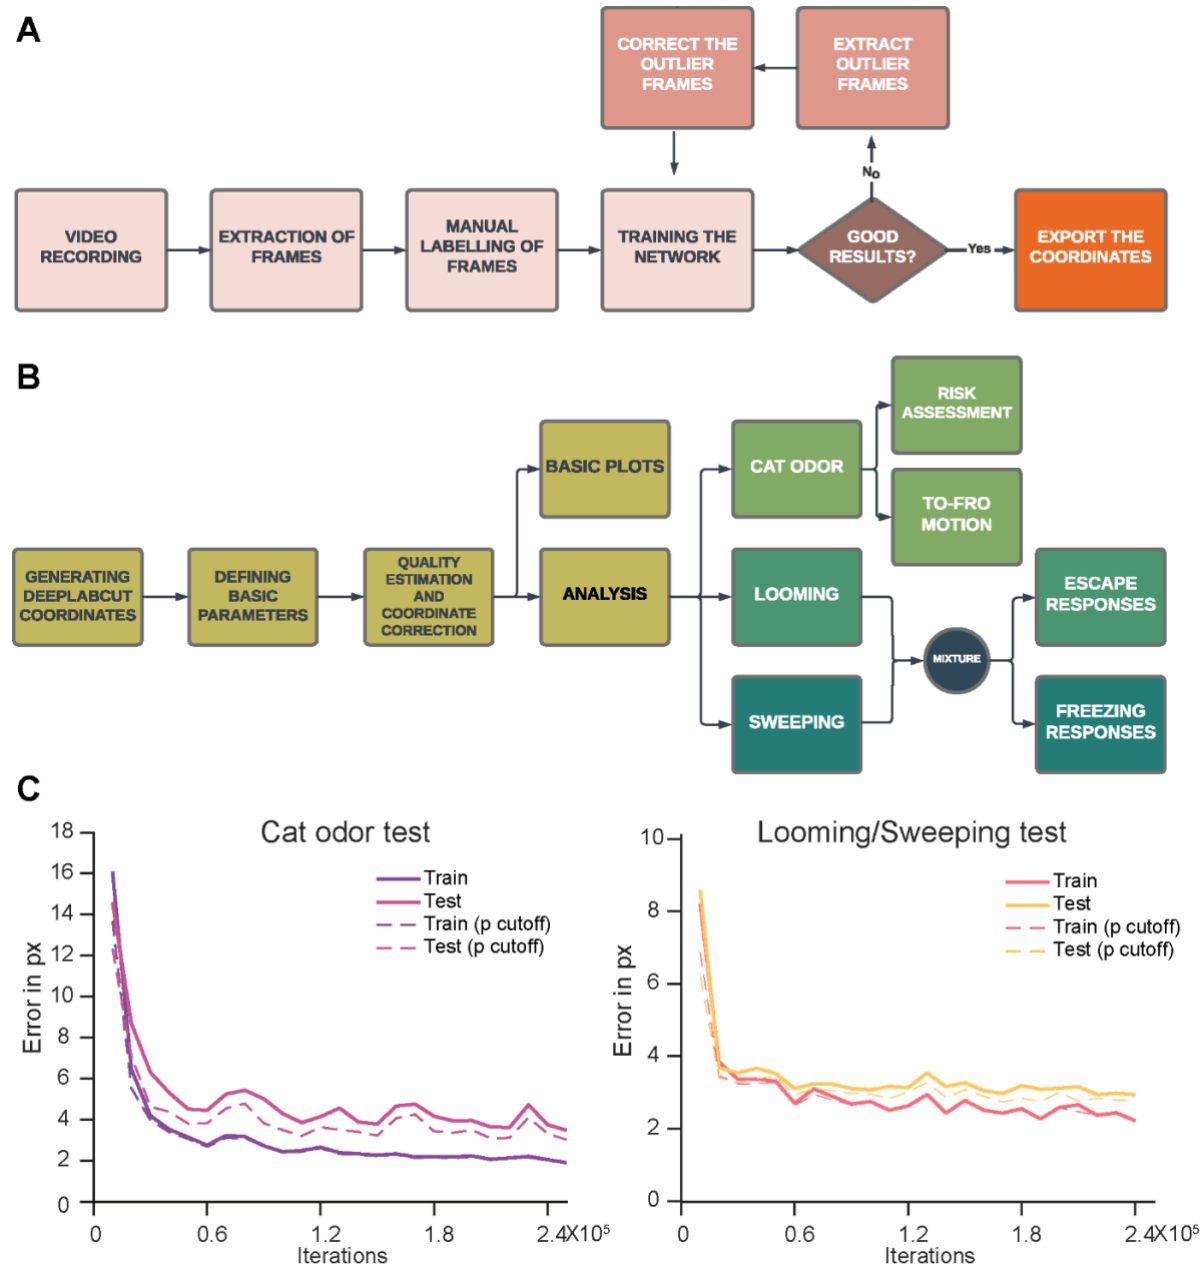 A
CORRECT THE
OUTLIER
FRAMES
EXTRACT
OUTLIER
FRAMES
No
VIDEO
RECORDING
EXTRACTION OF
FRAMES
MANUAL
LABELLING OF
FRAMES
TRAINING THE
NETWORK
GOOD
RESULTS?
Yes
EXPORT THE
COORDINATES
B
RISK
ASSESSMENT
BASIC PLOTS
CAT ODOR
TO-FRO
MOTION
GENERATING
DEEPLABCUT
COORDINATES
DEFINING
BASIC
PARAMETERS
QUALITY
ESTIMATION
AND
COORDINATE
CORRECTION
ANALYSIS
LOOMING
ESCAPE
RESPONSES
MIXTURE
SWEEPING
FREEZING
RESPONSES
C
Cat odor test
18
16
14
12
10
8
6
4
2
0
Error in px
Train
Test
Train (p cutoff)
Test (p cutoff)
0 0.6 1.2 1.8 2.4X10⁵
Iterations
Looming/Sweeping test
10
8
6
4
2
0
Error in px
Train
Test
Train (p cutoff)
Test (p cutoff)
0 0.6 1.2 1.8 2.4X10⁵
Iterations